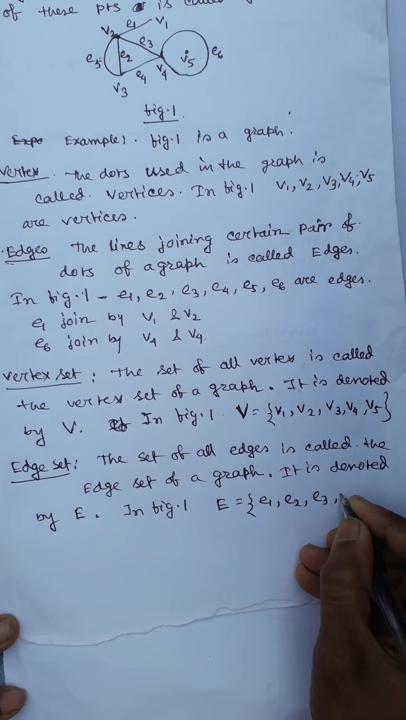 of these pts is called
e1 V1
V2 e3
e5 e2 V5 e6
e4 V4
V3
fig.1
Example: fig.1 is a graph.
Vertex. The dots used in the graph is
called vertices. In fig.1 V1, V2, V3, V4, V5
are vertices.
Edges The lines joining certain pair of
dots of a graph is called Edges.
In fig.1 - e1, e2, e3, e4, e5, e6 are edges.
e1 join by V1 & V2
e6 join by V4 & V4.
Vertex set: The set of all vertex is called
the vertex set of a graph. It is denoted
by V. In fig.1. V = {V1, V2, V3, V4, V5}
Edge set: The set of all edges is called the
Edge set of a graph. It is denoted
by E. In fig.1 E = {e1, e2, e3,